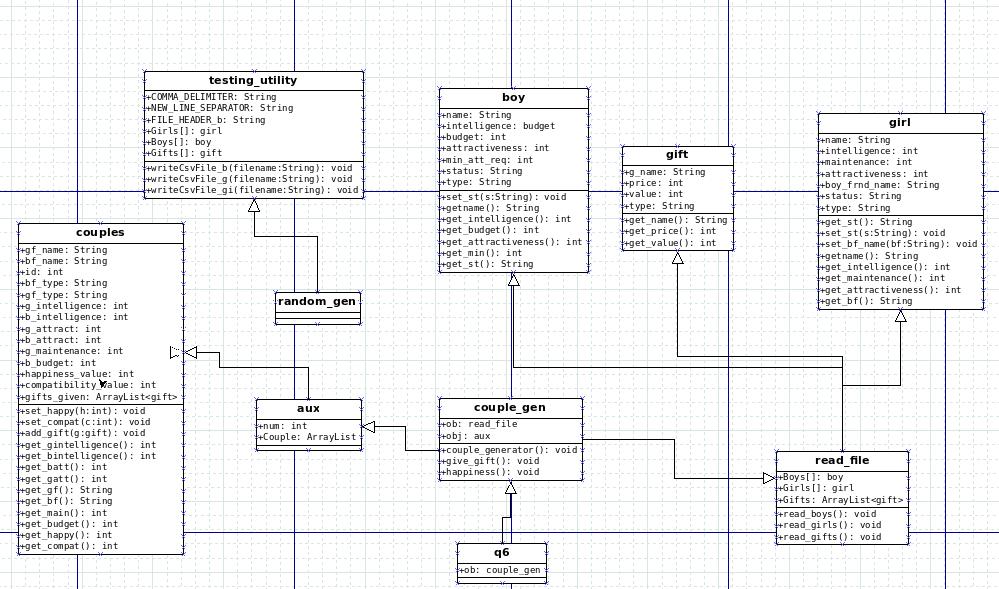 testing_utility
+COMMA_DELIMITER: String
+NEW_LINE_SEPARATOR: String
+FILE_HEADER_b: String
+Girls[]: girl
+Boys[]: boy
+Gifts[]: gift
+writeCsvFile_b(filename:String): void
+writeCsvFile_g(filename:String): void
+writeCsvFile_gi(filename:String): void
boy
+name: String
+intelligence: budget
+budget: int
+attractiveness: int
+min_att_req: int
+status: String
+type: String
+set_st(s:String): void
+getname(): String
+get_intelligence(): int
+get_budget(): int
+get_attractiveness(): int
+get_min(): int
+get_st(): String
gift
+g_name: String
+price: int
+value: int
+type: String
+get_name(): String
+get_price(): int
+get_value(): int
girl
+name: String
+intelligence: int
+maintenance: int
+attractiveness: int
+boy_frnd_name: String
+status: String
+type: String
+get_st(): String
+set_st(s:String): void
+set_bf_name(bf:String): void
+getname(): String
+get_intelligence(): int
+get_maintenance(): int
+get_attractiveness(): int
+get_bf(): String
couples
+gf_name: String
+bf_name: String
+id: int
+bf_type: String
+gf_type: String
+g_intelligence: int
+b_intelligence: int
+g_attract: int
+b_attract: int
+g_maintenance: int
+b_budget: int
+happiness_value: int
+compatibility_value: int
+gifts_given: ArrayList<gift>
+set_happy(h:int): void
+set_compat(c:int): void
+add_gift(g:gift): void
+get_gintelligence(): int
+get_bintelligence(): int
+get_batt(): int
+get_gatt(): int
+get_gf(): String
+get_bf(): String
+get_main(): int
+get_budget(): int
+get_happy(): int
+get_compat(): int
random_gen
aux
+num: int
+Couple: ArrayList
couple_gen
+ob: read_file
+obj: aux
+couple_generator(): void
+give_gift(): void
+happiness(): void
read_file
+Boys[]: boy
+Girls[]: girl
+Gifts: ArrayList<gift>
+read_boys(): void
+read_girls(): void
+read_gifts(): void
q6
+ob: couple_gen